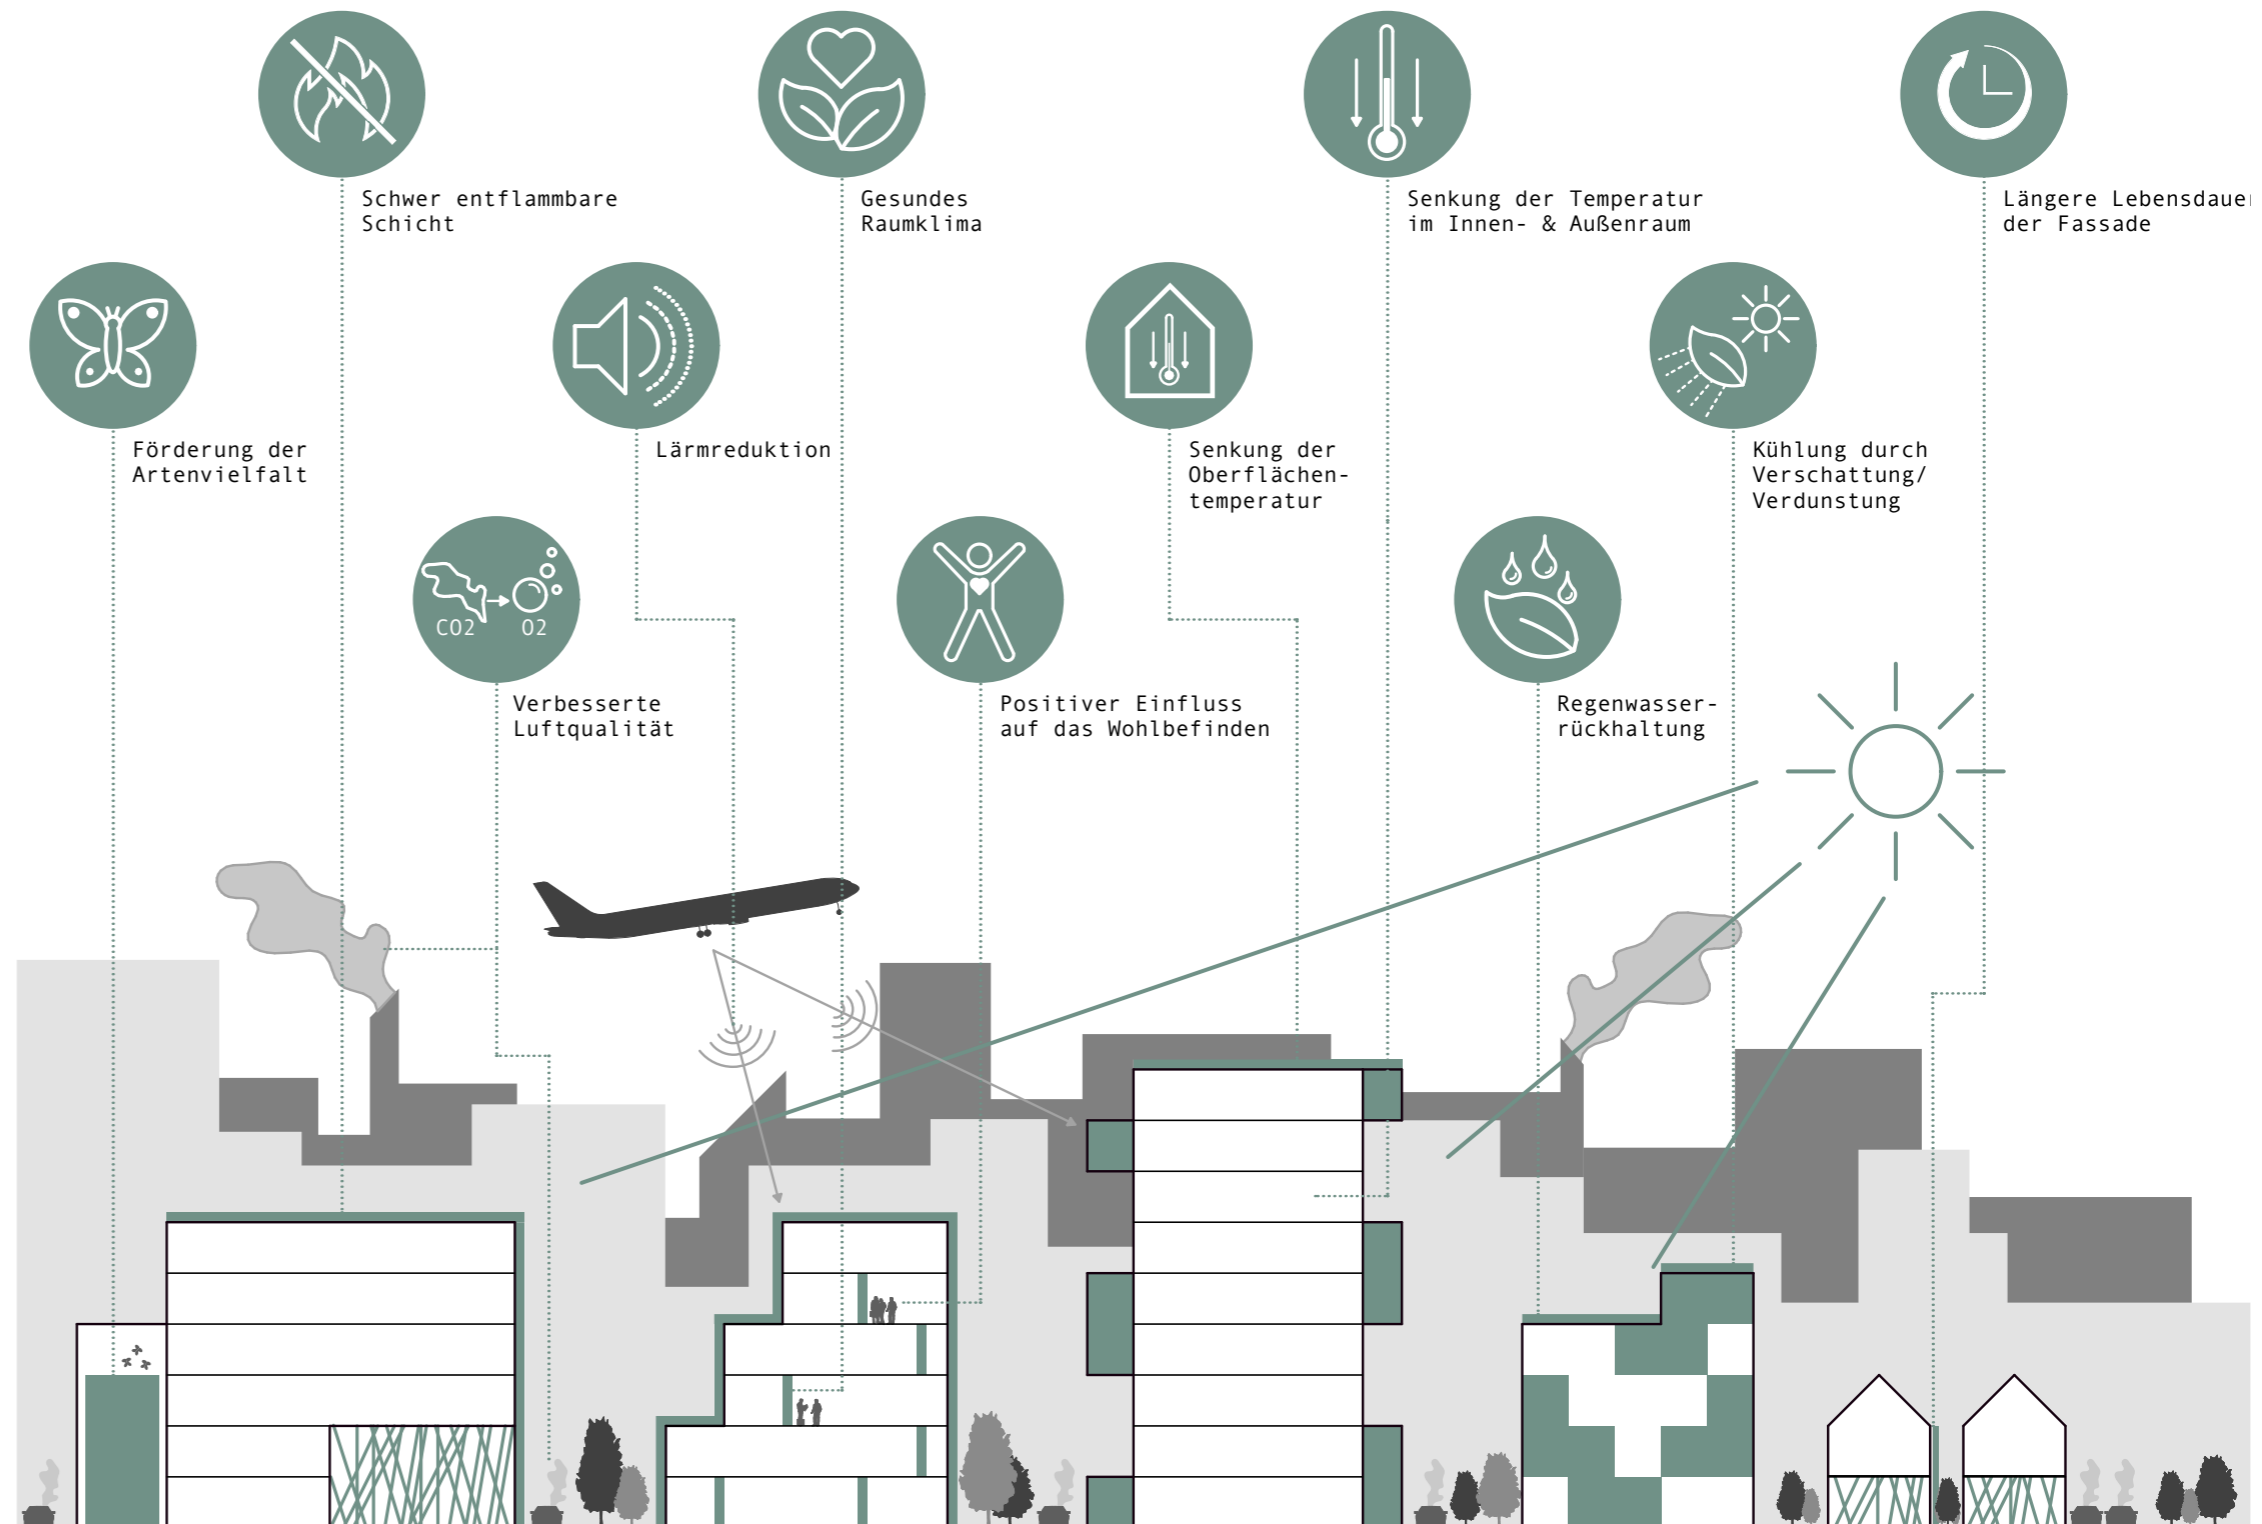 Schwer entflammbare
Schicht
Gesundes
Raumklima
Senkung der Temperatur
im Innen- & Außenraum
Längere Lebensdauer
der Fassade
Förderung der
Artenvielfalt
Lärmreduktion
Senkung der
Oberflächen-
temperatur
Kühlung durch
Verschattung/
Verdunstung
CO2 O2
Verbesserte
Luftqualität
Positiver Einfluss
auf das Wohlbefinden
Regenwasser-
rückhaltung